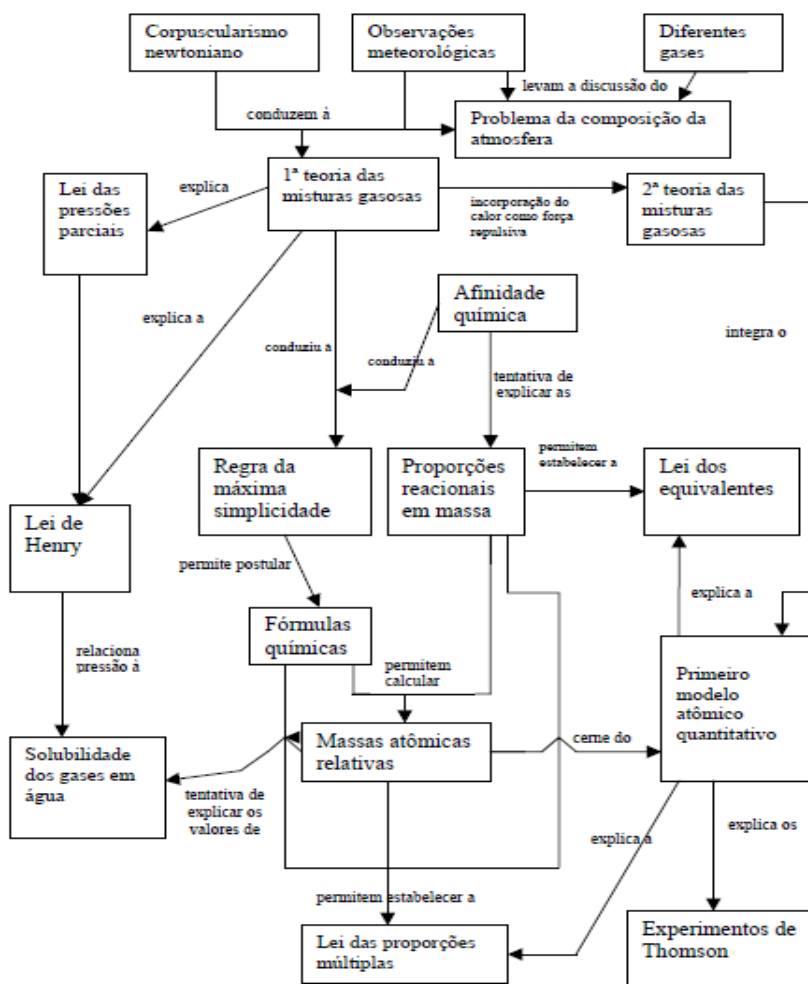 Corpuscularismo
newtoniano
Observações
meteorológicas
Diferentes
gases
levam a discussão do
conduzem à
Problema da composição da
atmosfera
1ª teoria das
misturas gasosas
explica
Lei das
pressões
parciais
incorporação do
calor como força
repulsiva
2ª teoria das
misturas
gasosas
Afinidade
química
explica a
integra o
conduziu à
conduziu à
tentativa de
explicar as
permitem
estabelecer a
Regra da
máxima
simplicidade
Proporções
reacionais
em massa
Lei dos
equivalentes
Lei de
Henry
permite postular
explica a
Fórmulas
químicas
relaciona
pressão à
permitem
calcular
Primeiro
modelo
atômico
quantitativo
Massas atômicas
relativas
cerne do
Solubilidade
dos gases em
água
tentativa de
explicar os
valores de
explica a
explica os
permitem estabelecer a
Lei das proporções
múltiplas
Experimentos de
Thomson